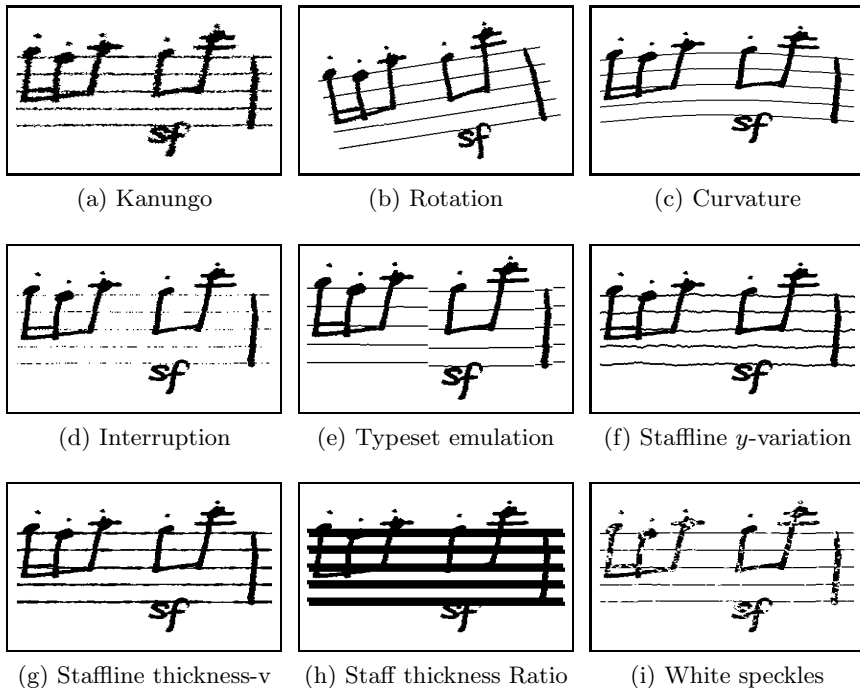 sf sf sf
(a) Kanungo (b) Rotation (c) Curvature
sf sf sf
(d) Interruption (e) Typeset emulation (f) Staffline y-variation
sf sf sf
(g) Staffline thickness-v (h) Staff thickness Ratio (i) White speckles